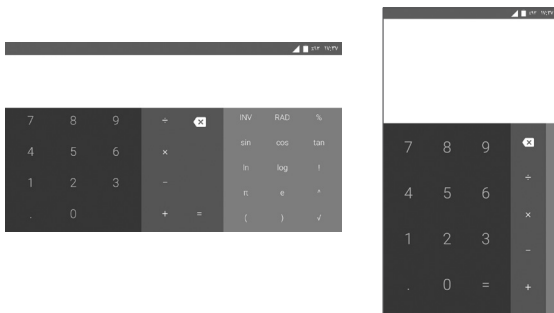 7 8 9
4 5 6
1 2 3
. 0
÷
×
−
+ =
INV RAD %
sin cos tan
ln log !
π e ^
( ) √
7 8 9
4 5 6
1 2 3
. 0 =
÷
×
−
+